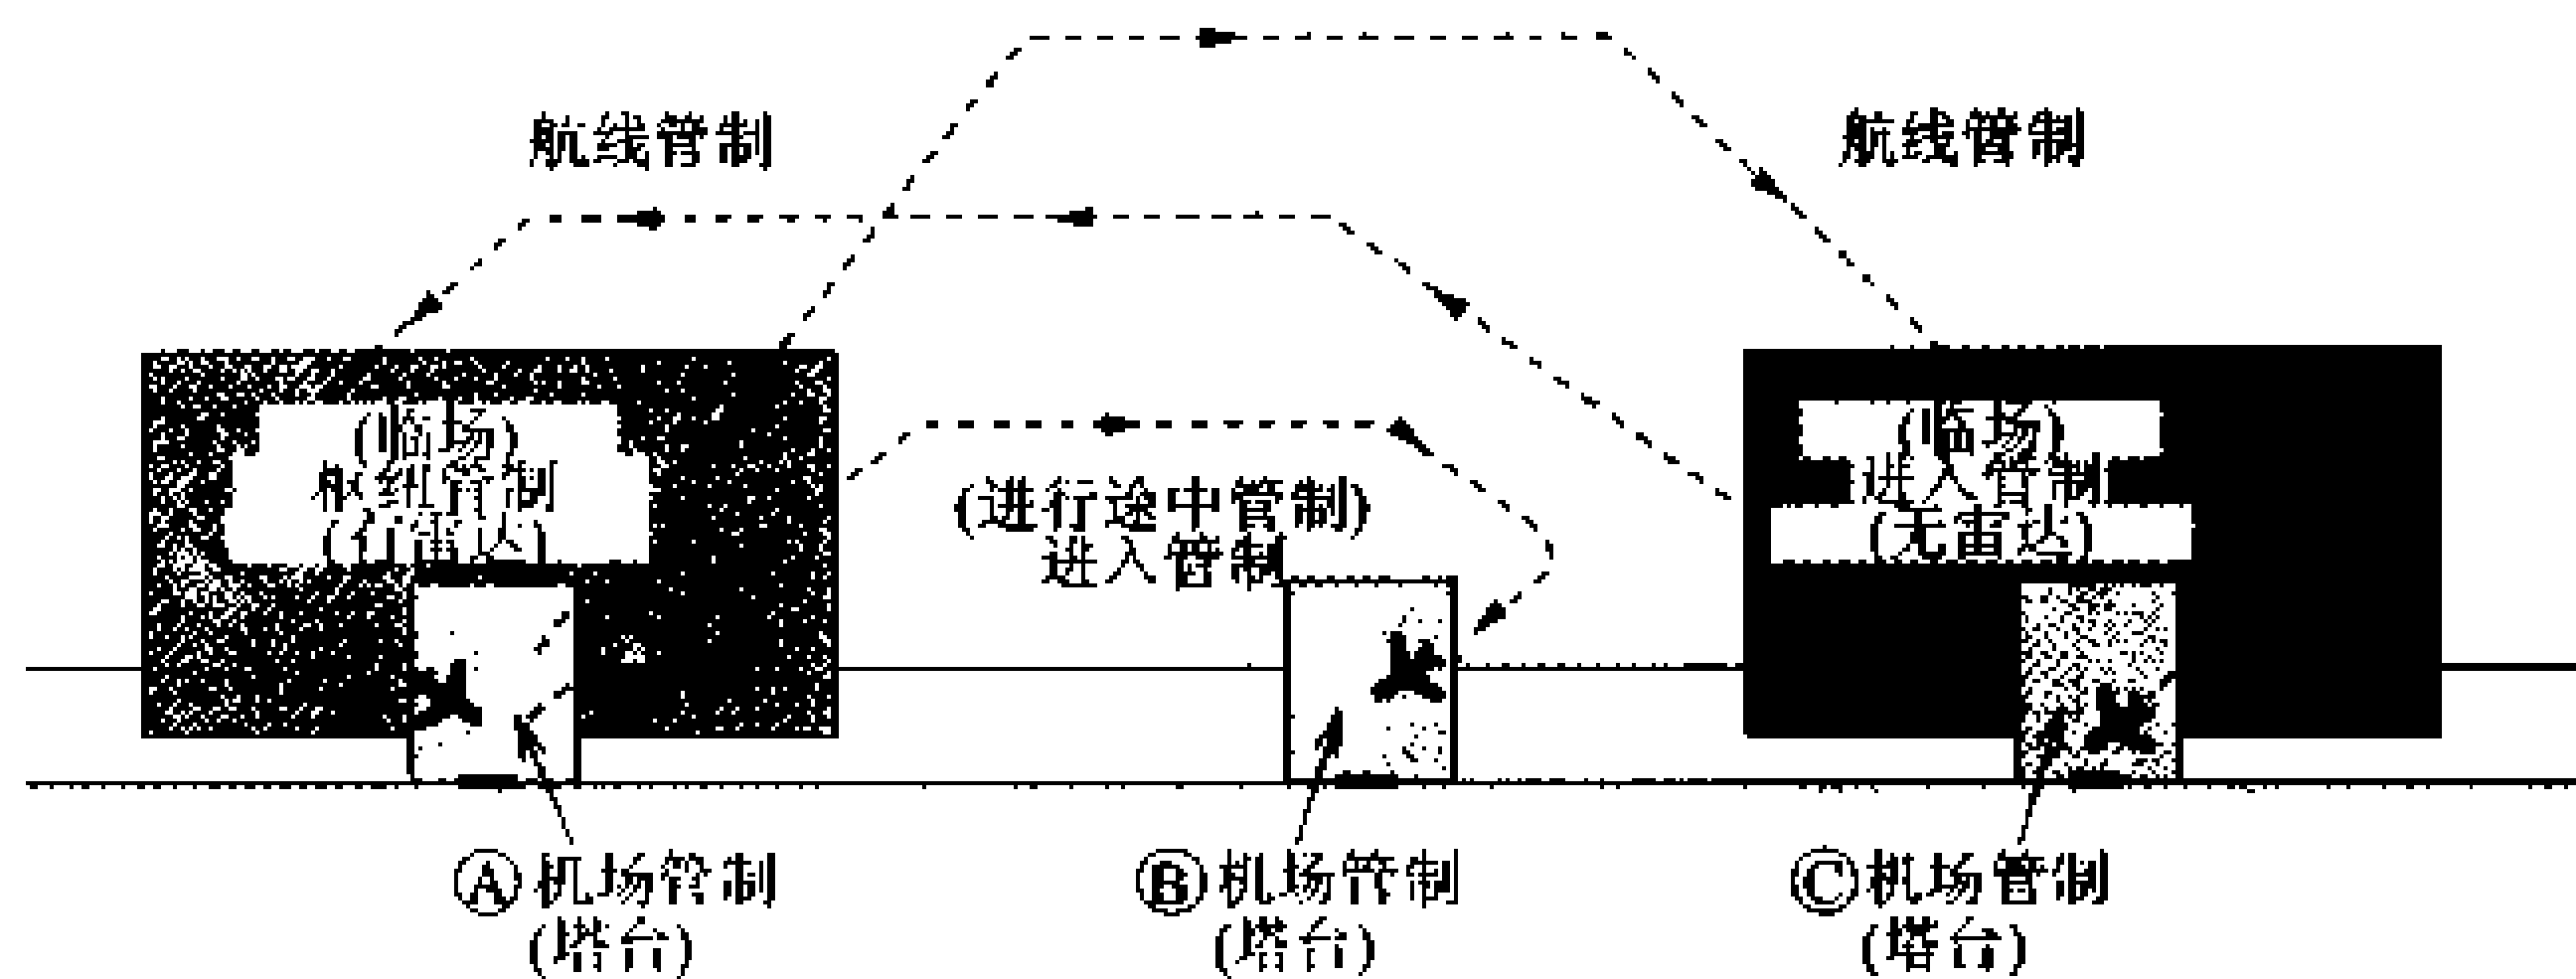 航线管制
航线管制
(临场)
航线管制
(有雷达)
(进行途中管制)
进入管制
(临场)
进入管制
(无雷达)
Ⓐ机场管制
(塔台)
Ⓑ机场管制
(塔台)
Ⓒ机场管制
(塔台)